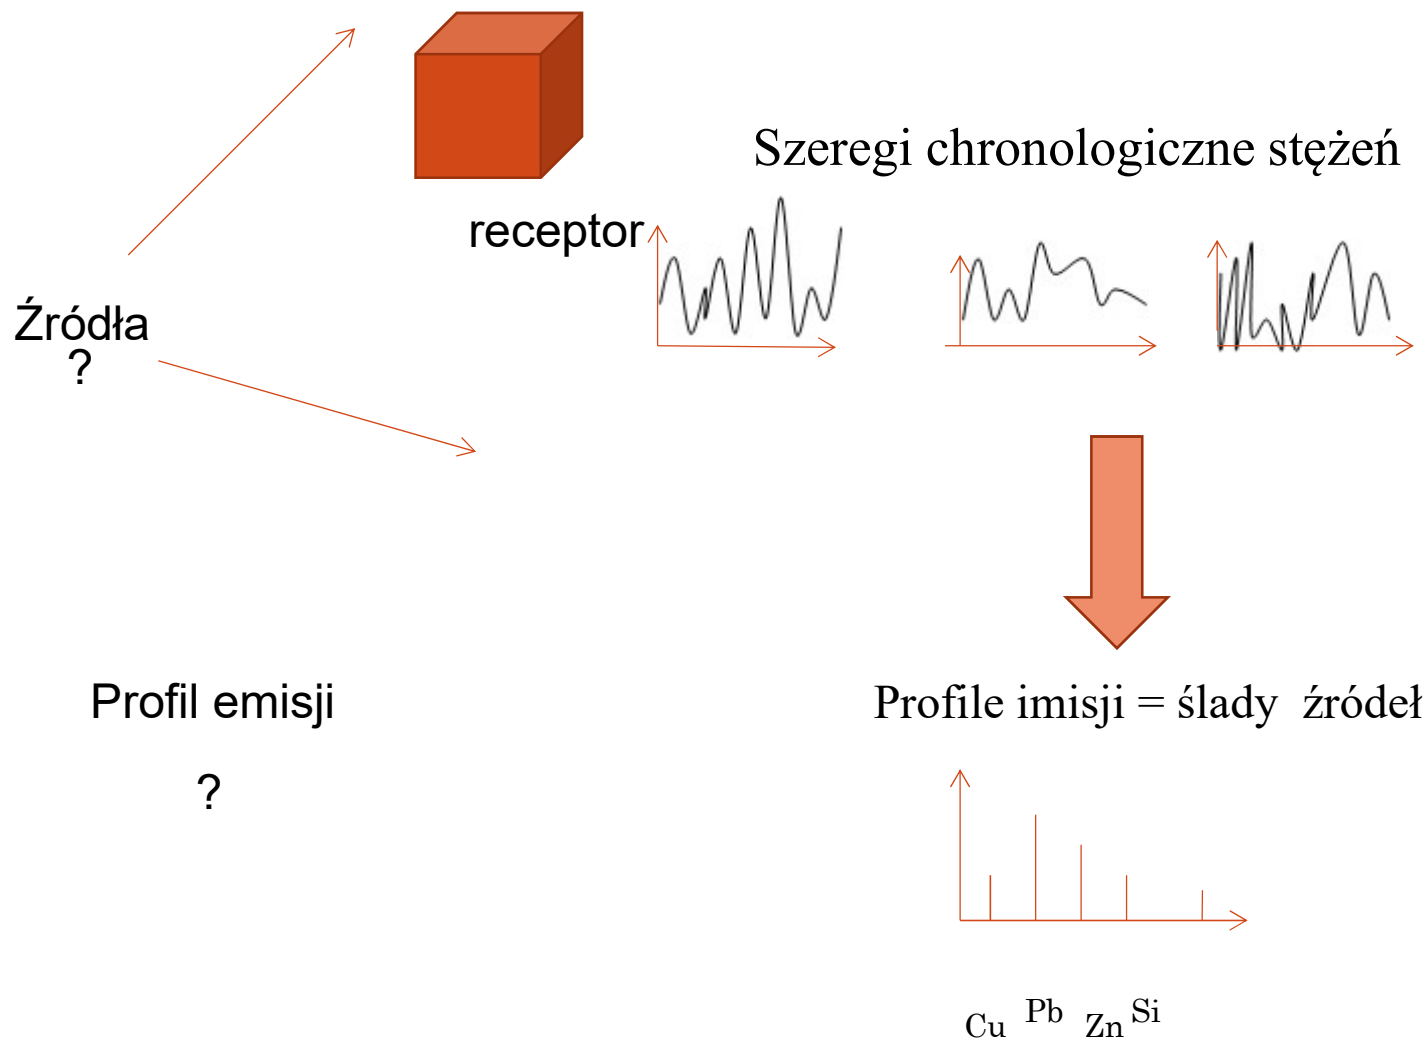 Szeregi chronologiczne stężeń
receptor
Źródła
?
Profil emisji
?
Profile imisji = ślady źródeł
Cu Pb Zn Si